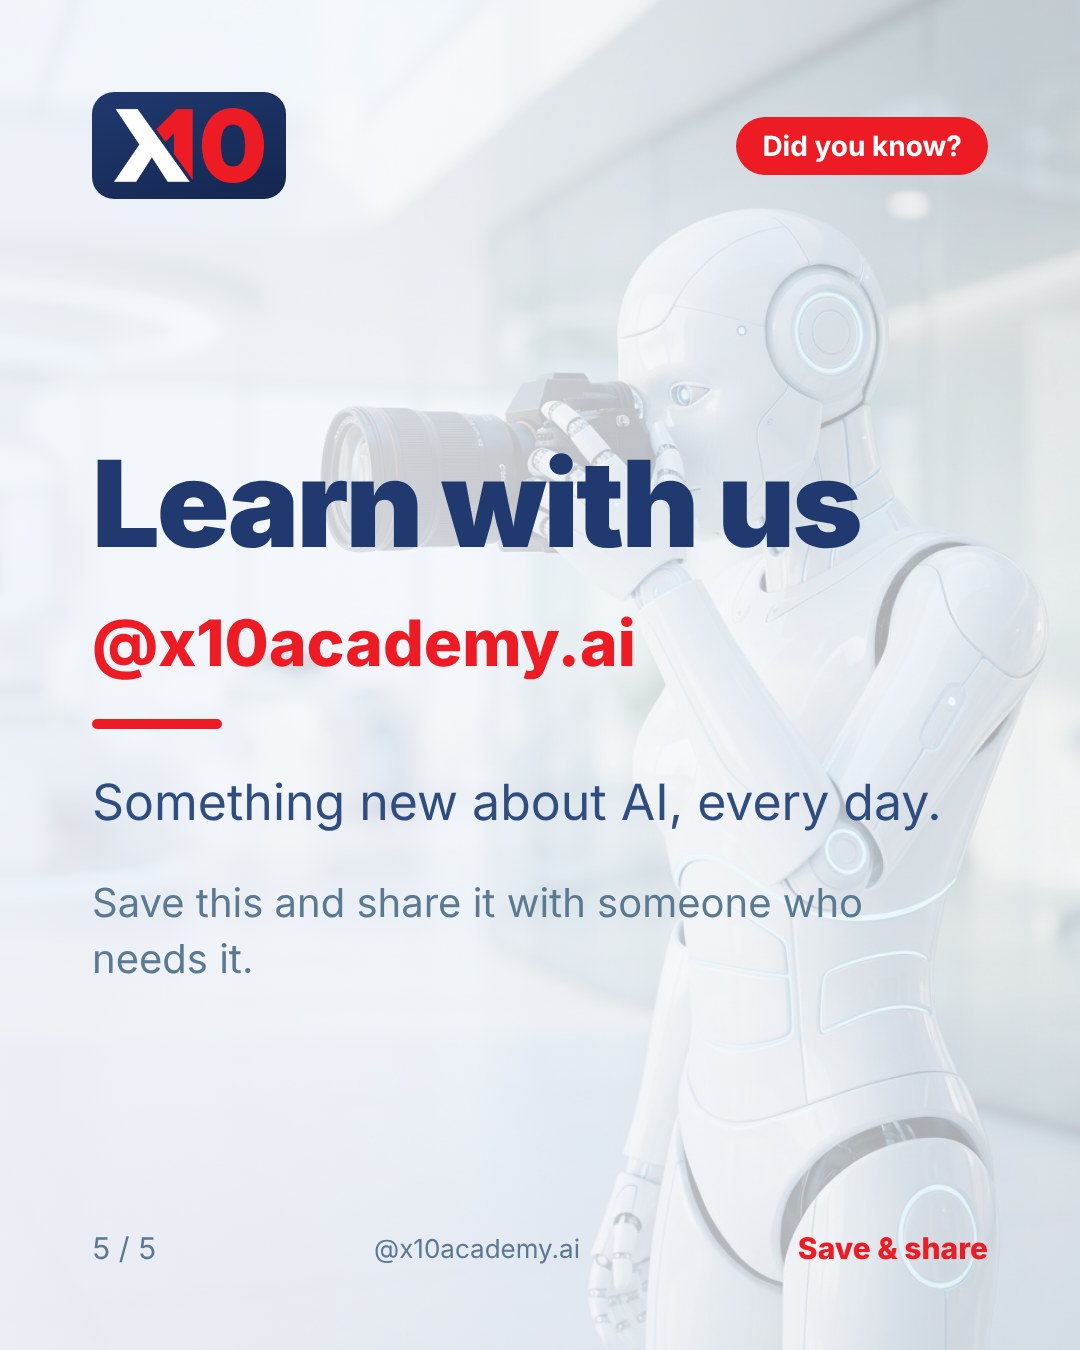 X10
Did you know?
Learn with us
@x10academy.ai
Something new about AI, every day.
Save this and share it with someone who
needs it.
5 / 5
@x10academy.ai
Save & share